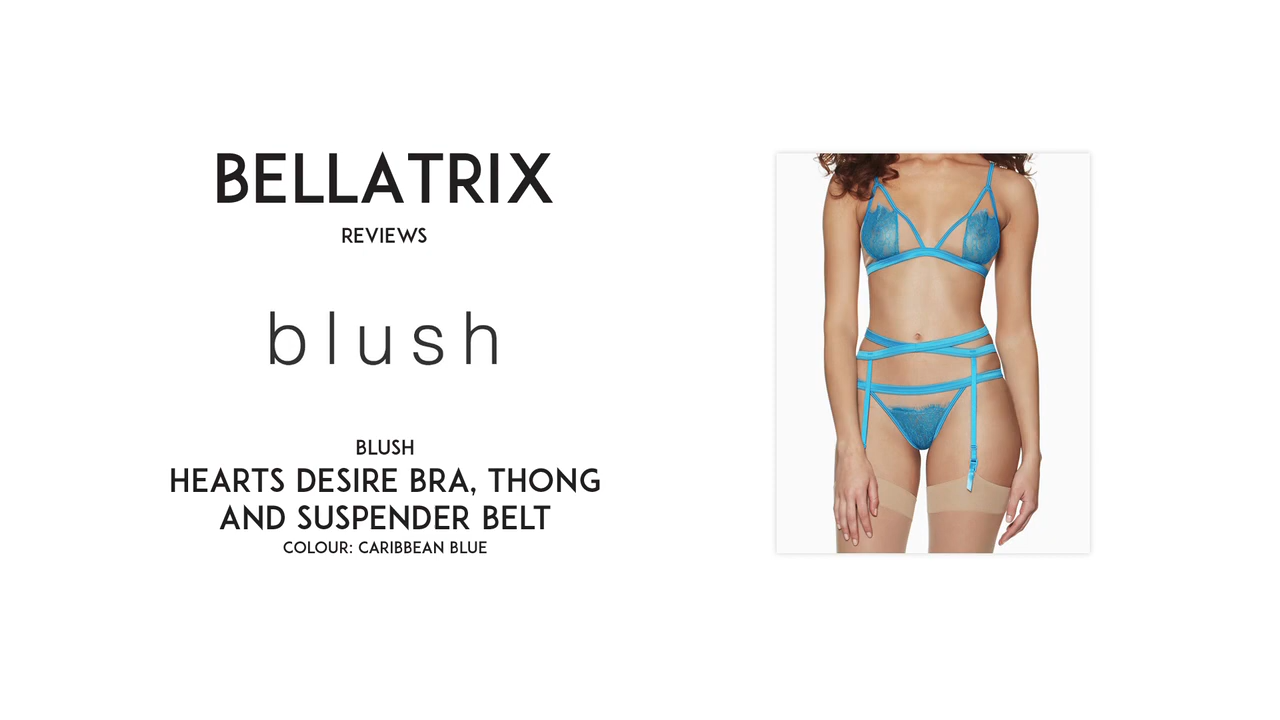 BELLATRIX
REVIEWS
blush
BLUSH
HEARTS DESIRE BRA, THONG
AND SUSPENDER BELT
COLOUR: CARIBBEAN BLUE